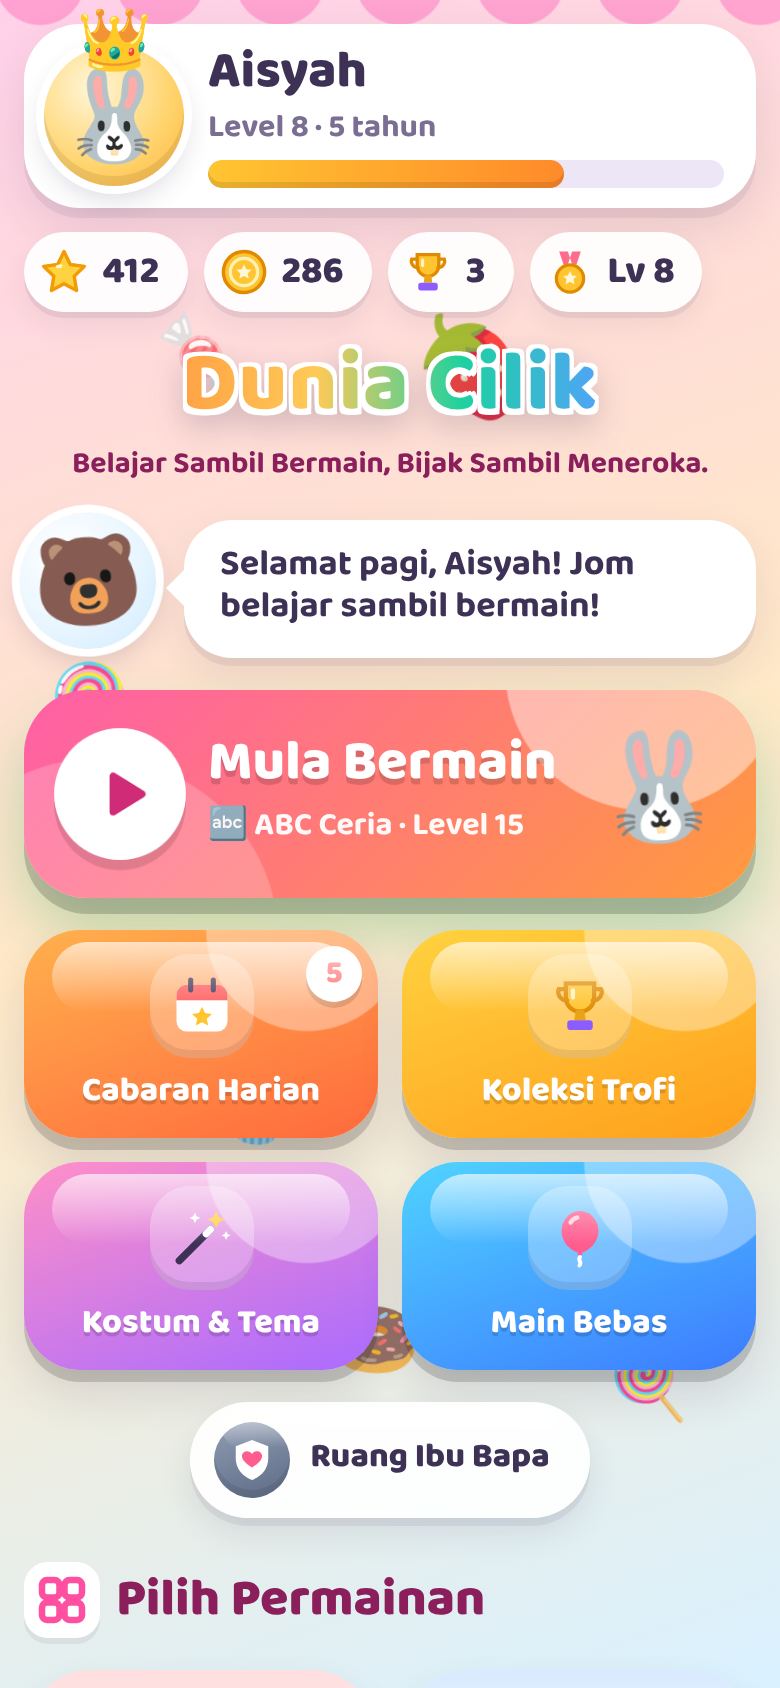 Aisyah
Level 8 · 5 tahun
412
286
3
Lv 8
Dunia Cilik
Belajar Sambil Bermain, Bijak Sambil Meneroka.
Selamat pagi, Aisyah! Jom
belajar sambil bermain!
Mula Bermain
abc ABC Ceria · Level 15
5
Cabaran Harian
Koleksi Trofi
Kostum & Tema
Main Bebas
Ruang Ibu Bapa
Pilih Permainan